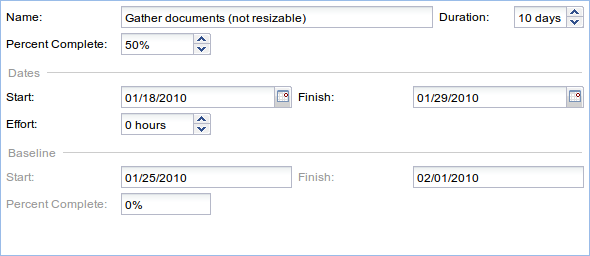 Name: Gather documents (not resizable) Duration: 10 days
Percent Complete: 50%
Dates
Start: 01/18/2010 Finish: 01/29/2010
Effort: 0 hours
Baseline
Start: 01/25/2010 Finish: 02/01/2010
Percent Complete: 0%